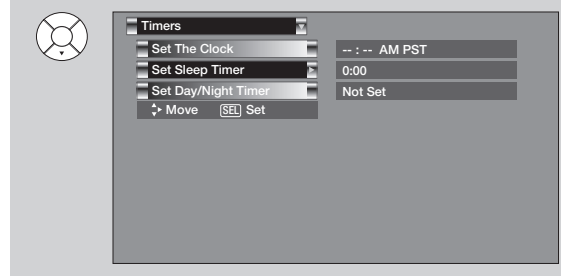 Timers
Set The Clock -- : -- AM PST
Set Sleep Timer 0:00
Set Day/Night Timer Not Set
Move SEL Set